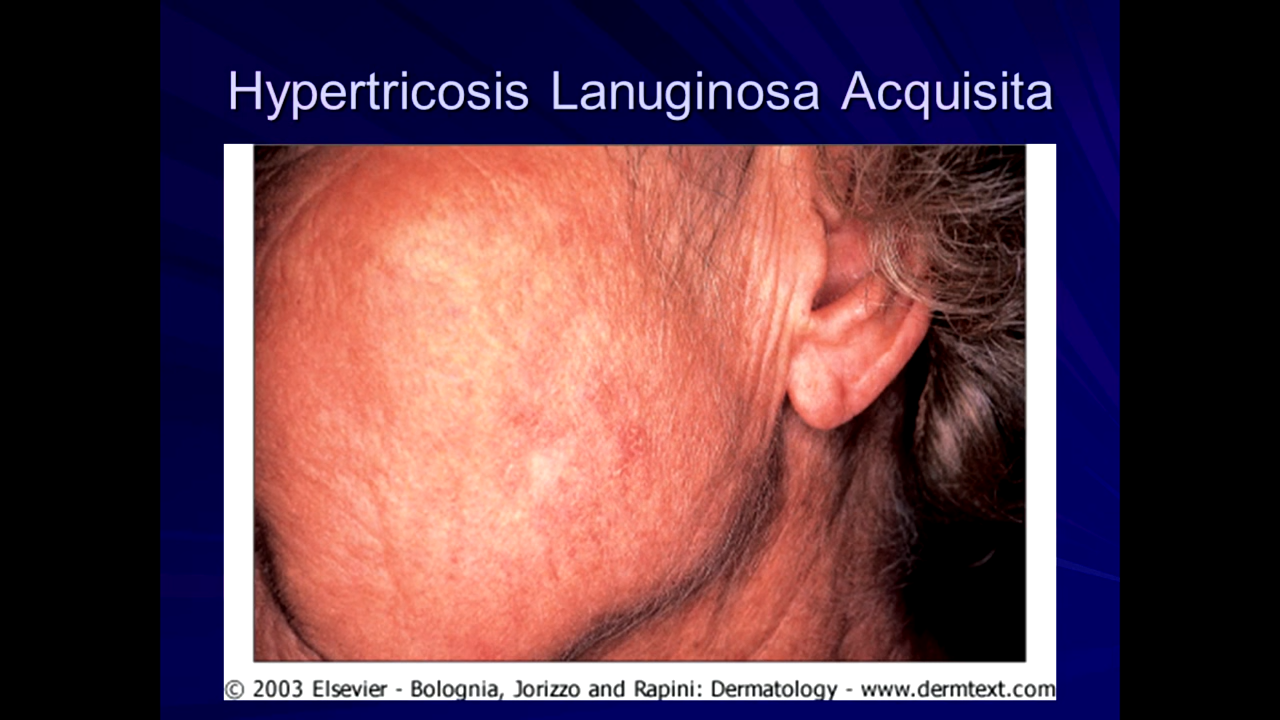 Hypertricosis Lanuginosa Acquisita
© 2003 Elsevier - Bolognia, Jorizzo and Rapini: Dermatology - www.dermtext.com